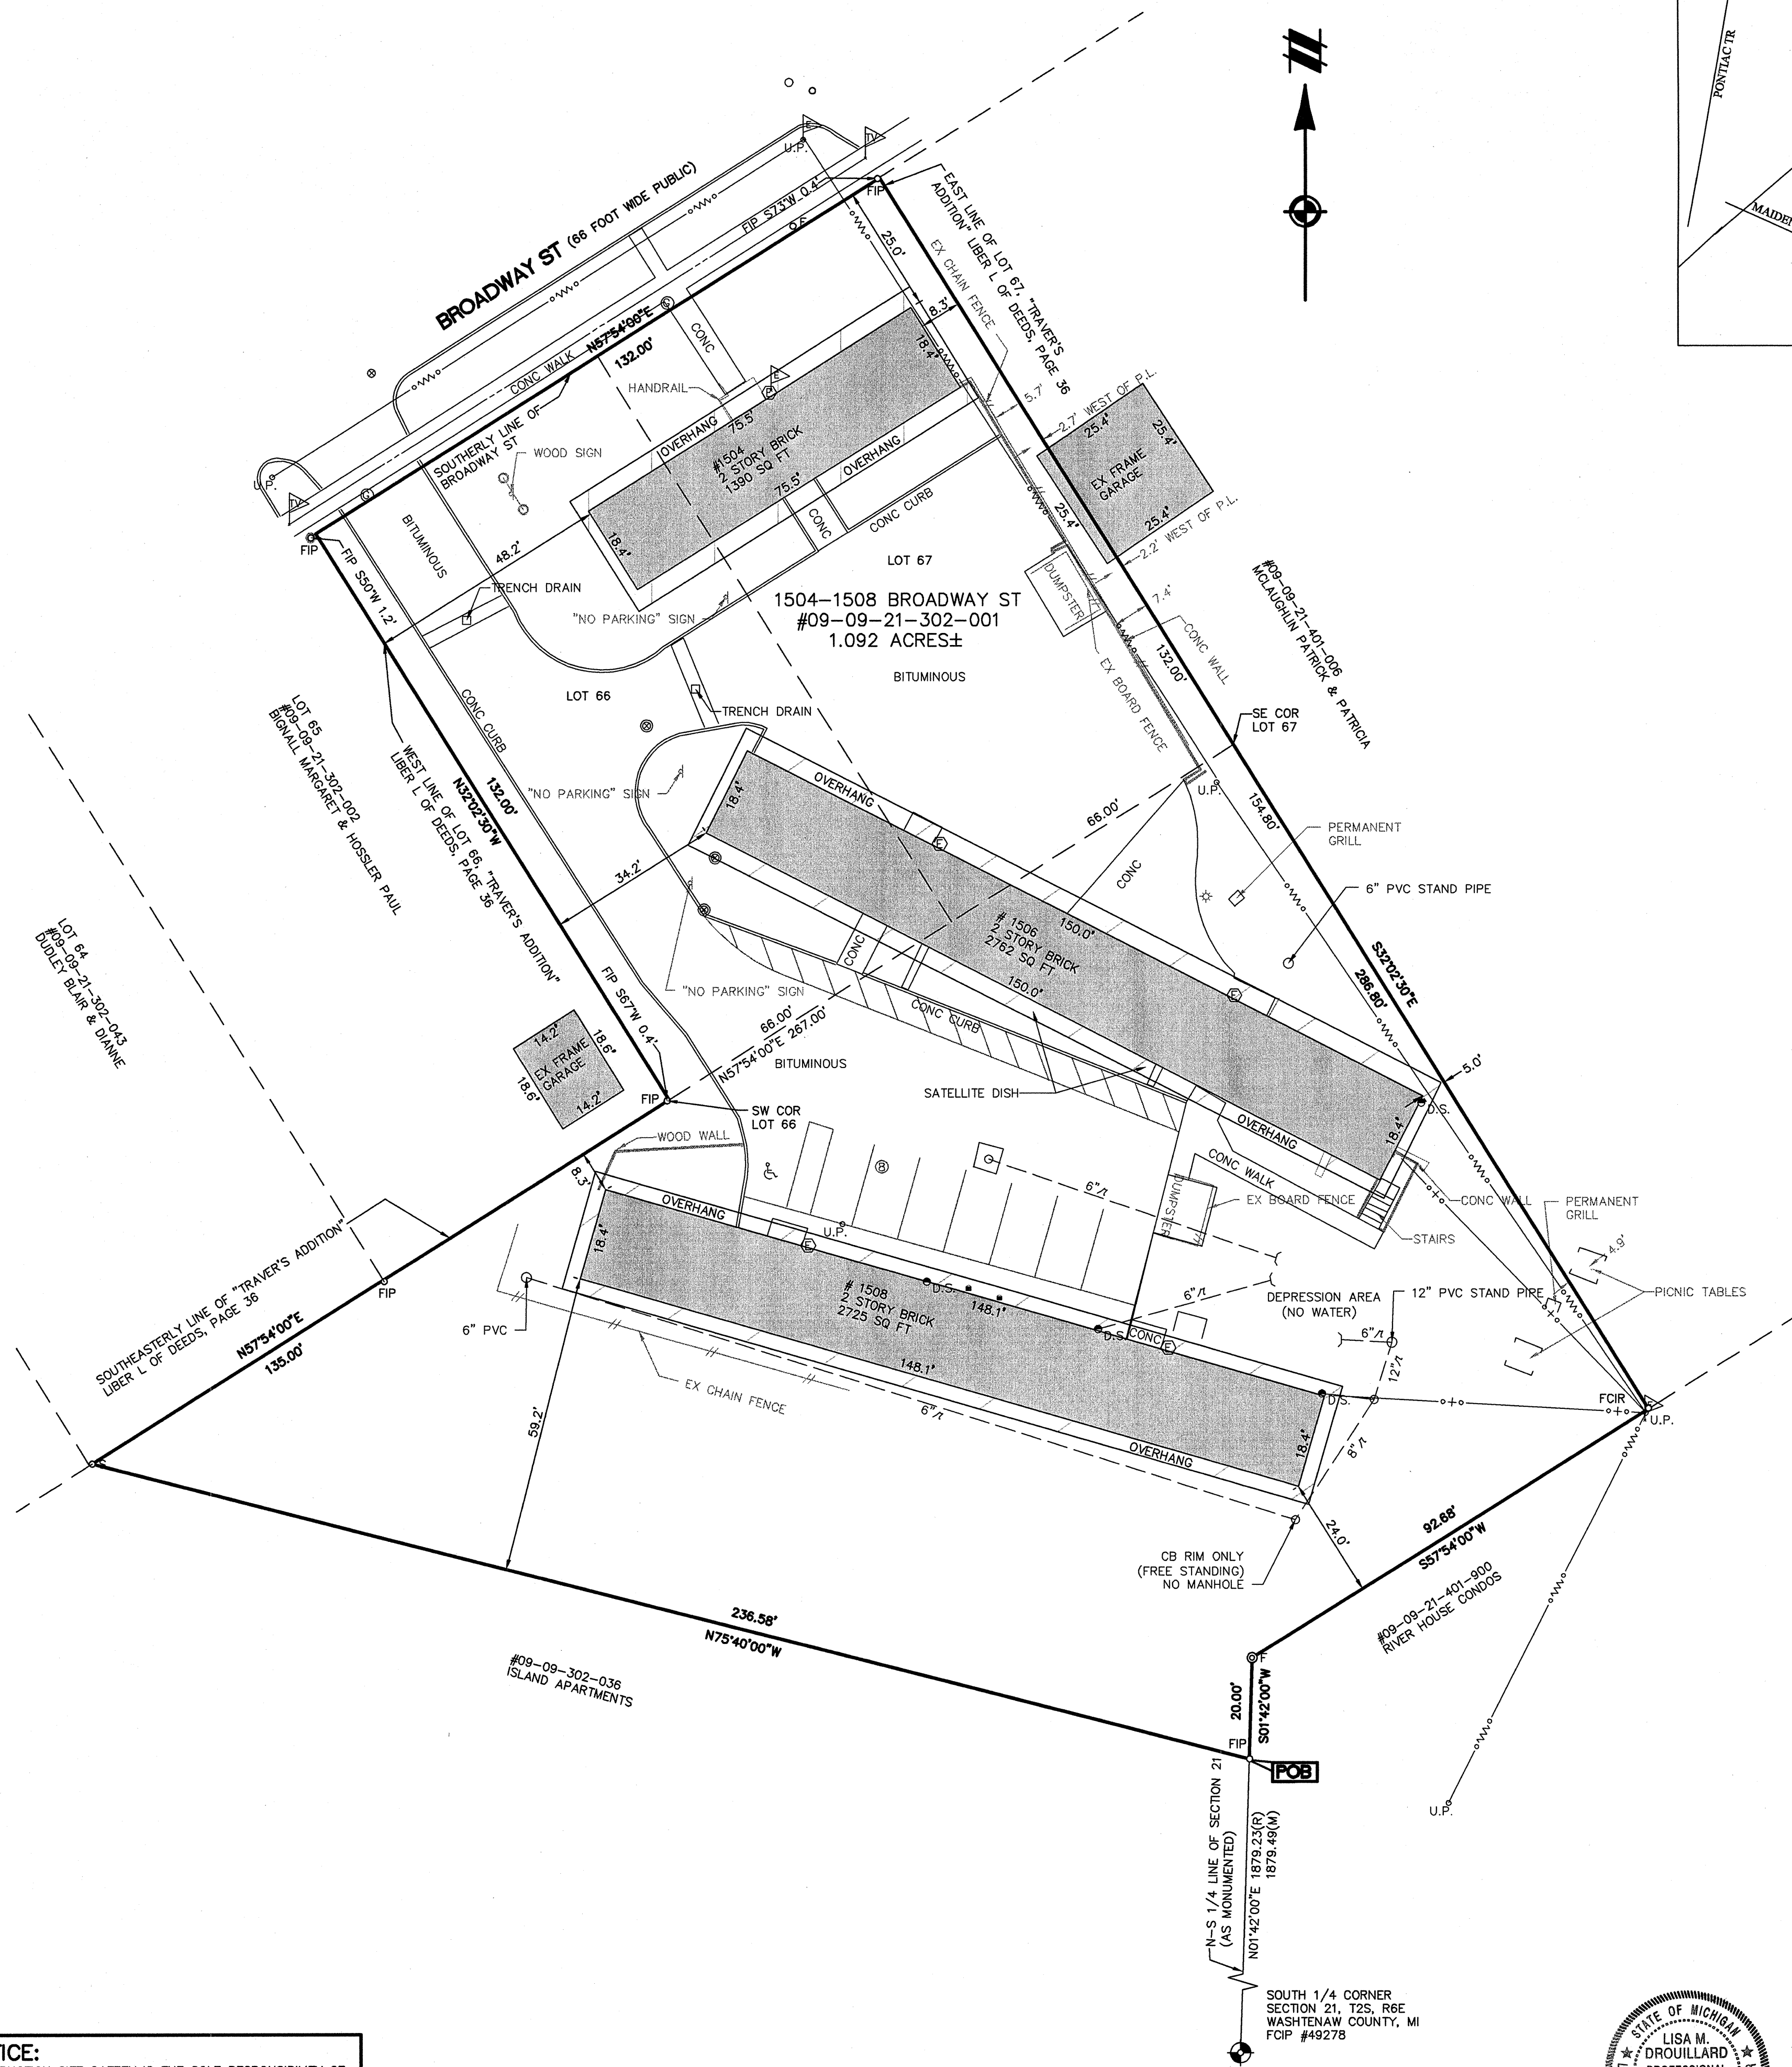 PONTIAC TR
BROADWAY ST (66 FOOT WIDE PUBLIC)
E
TV
U.P.
FIP S73°W 0.4'
FIP
F
EAST LINE OF LOT 67, "TRAVER'S
ADDITION" LIBER L OF DEEDS, PAGE 36
EX CHAIN FENCE
25.0'
8.3'
CONC
CONC WALK
N57°54'00"E
132.00'
HANDRAIL
E
E
SOUTHERLY LINE OF
BROADWAY ST
WOOD SIGN
OVERHANG
75.5'
#1504
2 STORY BRICK
1390 SQ FT
75.5'
OVERHANG
18.4'
18.4'
5.7'
2.7' WEST OF P.L.
25.4'
25.4'
EX FRAME
GARAGE
25.4'
25.4'
2.2' WEST OF P.L.
U.P.
TV
G
FIP
FIP S50°W 1.2'
BITUMINOUS
48.2'
TRENCH DRAIN
"NO PARKING" SIGN
CONC
CONC CURB
LOT 67
DUMPSTER
1504-1508 BROADWAY ST
#09-09-21-302-001
1.092 ACRES±
BITUMINOUS
7.4'
CONC WALL
132.00'
EX BOARD FENCE
#09-09-21-401-006
MCLAUGHLIN PATRICK & PATRICIA
SE COR
LOT 67
LOT 66
TRENCH DRAIN
CONC CURB
LOT 65
#09-09-21-302-002
BIGNALL MARGARET & HOSSLER PAUL
WEST LINE OF LOT 66, "TRAVER'S ADDITION"
LIBER L OF DEEDS, PAGE 36
N32°02'30"W
132.00'
"NO PARKING" SIGN
18.4'
OVERHANG
E
66.00'
U.P.
154.80'
PERMANENT
GRILL
6" PVC STAND PIPE
CONC
34.2'
# 1506
2 STORY BRICK
2762 SQ FT
150.0'
150.0'
E
S32°02'30"E
286.80'
LOT 64
#09-09-21-302-043
DUDLEY BLAIR & DIANNE
CONC
"NO PARKING" SIGN
CONC CURB
FIP S67°W 0.4'
66.00'
N57°54'00"E 267.00'
BITUMINOUS
14.2'
18.6'
EX FRAME
GARAGE
18.6'
14.2'
FIP
SW COR
LOT 66
SATELLITE DISH
5.0'
D.S.
18.4'
OVERHANG
WOOD WALL
8.3'
CONC WALK
6"
DUMPSTER
EX BOARD FENCE
CONC WALL
PERMANENT
GRILL
STAIRS
4.9'
PICNIC TABLES
OVERHANG
U.P.
E
18.4'
SOUTHEASTERLY LINE OF "TRAVER'S ADDITION"
LIBER L OF DEEDS, PAGE 36
N57°54'00"E
135.00'
FIP
6" PVC
# 1508
2 STORY BRICK
2725 SQ FT
D.S.
148.1'
148.1'
6"
DEPRESSION AREA
(NO WATER)
12" PVC STAND PIPE
6"
12"
D.S.
CONC
E
EX CHAIN FENCE
6"
59.2'
D.S.
FCIR
U.P.
8"
18.4'
OVERHANG
24.0'
92.68'
S57°54'00"W
CB RIM ONLY
(FREE STANDING)
NO MANHOLE
#09-09-21-401-900
RIVER HOUSE CONDOS
236.58'
N75°40'00"W
#09-09-302-036
ISLAND APARTMENTS
F
20.00'
S01°42'00"W
FIP
POB
U.P.
N-S 1/4 LINE OF SECTION 21
(AS MONUMENTED)
N01°42'00"E 1879.23(R)
1879.49(M)
SOUTH 1/4 CORNER
SECTION 21, T2S, R6E
WASHTENAW COUNTY, MI
FCIP #49278
STATE OF MICHIGAN
LISA M.
DROUILLARD